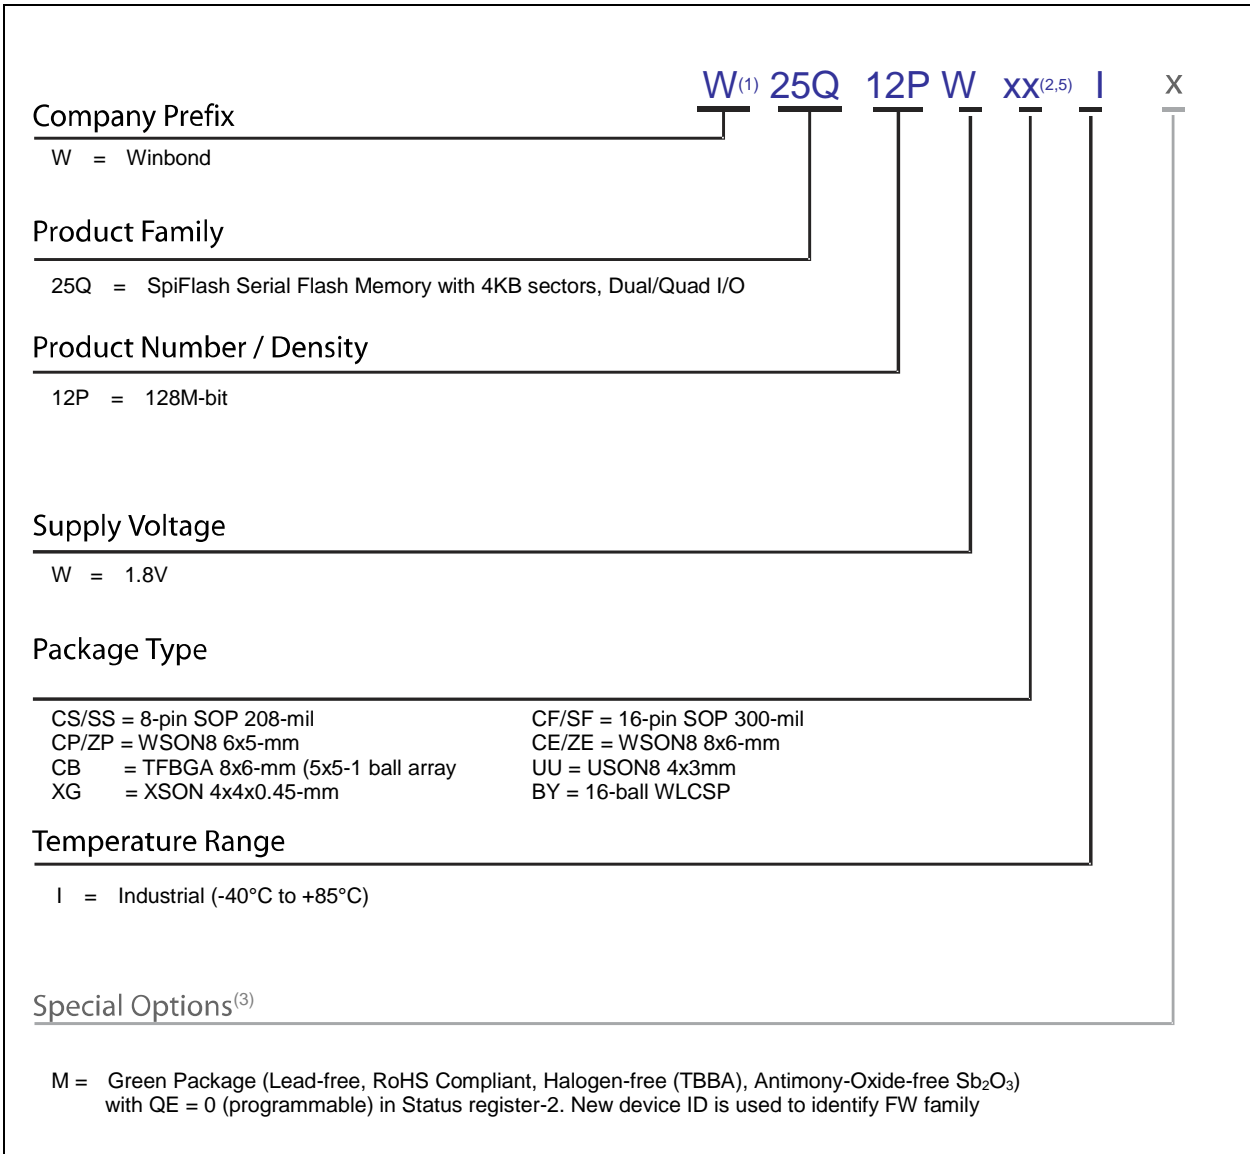 W(1) 25Q 12P W xx(2,5) I x
Company Prefix
W = Winbond
Product Family
25Q = SpiFlash Serial Flash Memory with 4KB sectors, Dual/Quad I/O
Product Number / Density
12P = 128M-bit
Supply Voltage
W = 1.8V
Package Type
CS/SS = 8-pin SOP 208-mil CF/SF = 16-pin SOP 300-mil
CP/ZP = WSON8 6x5-mm CE/ZE = WSON8 8x6-mm
CB = TFBGA 8x6-mm (5x5-1 ball array UU = USON8 4x3mm
XG = XSON 4x4x0.45-mm BY = 16-ball WLCSP
Temperature Range
I = Industrial (-40°C to +85°C)
Special Options(3)
M = Green Package (Lead-free, RoHS Compliant, Halogen-free (TBBA), Antimony-Oxide-free Sb₂O₃)
with QE = 0 (programmable) in Status register-2. New device ID is used to identify FW family